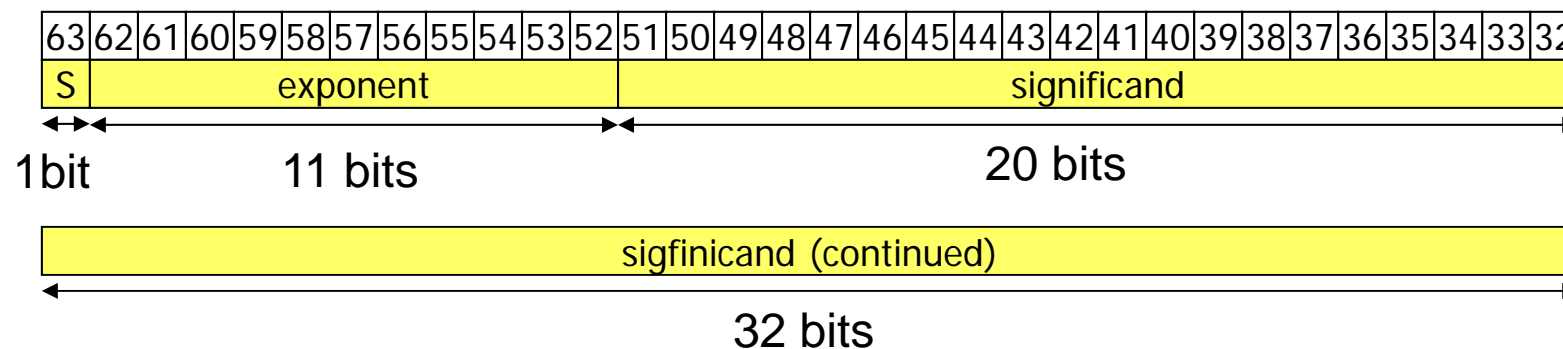 63 62 61 60 59 58 57 56 55 54 53 52 51 50 49 48 47 46 45 44 43 42 41 40 39 38 37 36 35 34 33 32
S exponent significand
1bit 11 bits 20 bits
sigfinicand (continued)
32 bits